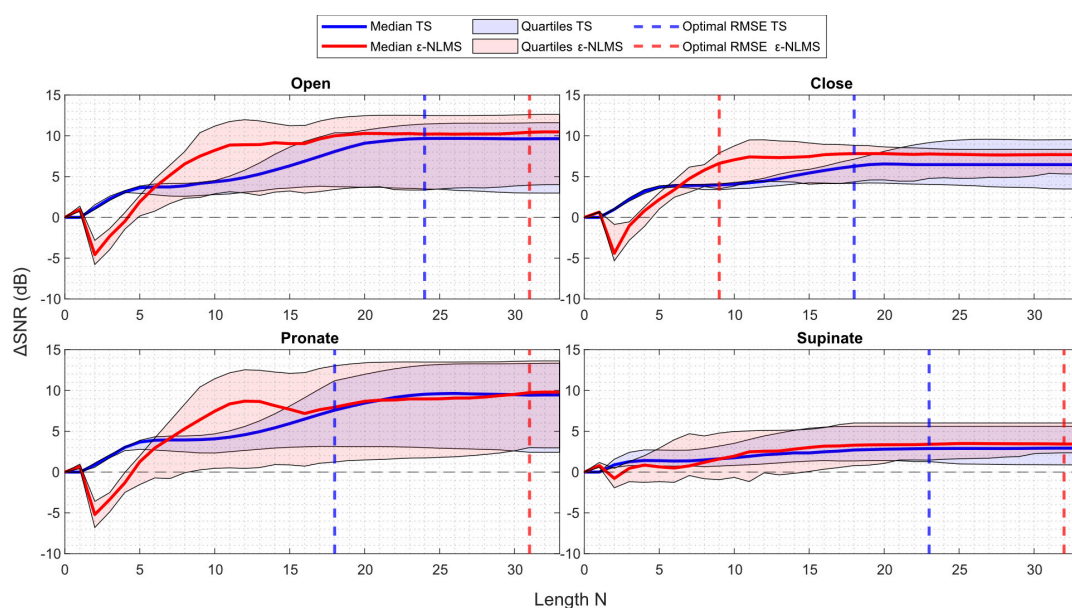 Median TS Quartiles TS Optimal RMSE TS
Median ε-NLMS Quartiles ε-NLMS Optimal RMSE ε-NLMS
Open Close
15 15
10 10
5 5
0 0
-5 -5
-10 -10
0 5 10 15 20 25 30 0 5 10 15 20 25 30
ΔSNR (dB)
Pronate Supinate
15 15
10 10
5 5
0 0
-5 -5
-10 -10
0 5 10 15 20 25 30 0 5 10 15 20 25 30
Length N